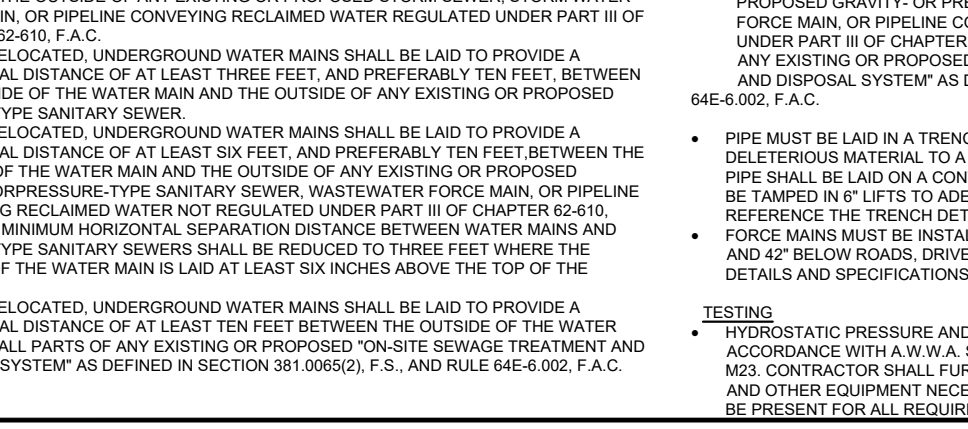 IN, OR PIPELINE CONVEYING RECLAIMED WATER REGULATED UNDER PART III OF
62-610, F.A.C.
ELOCATED, UNDERGROUND WATER MAINS SHALL BE LAID TO PROVIDE A
AL DISTANCE OF AT LEAST THREE FEET, AND PREFERABLY TEN FEET, BETWEEN
IDE OF THE WATER MAIN AND THE OUTSIDE OF ANY EXISTING OR PROPOSED
TYPE SANITARY SEWER.
ELOCATED, UNDERGROUND WATER MAINS SHALL BE LAID TO PROVIDE A
AL DISTANCE OF AT LEAST SIX FEET, AND PREFERABLY TEN FEET,BETWEEN THE
OF THE WATER MAIN AND THE OUTSIDE OF ANY EXISTING OR PROPOSED
ORPRESSURE-TYPE SANITARY SEWER, WASTEWATER FORCE MAIN, OR PIPELINE
G RECLAIMED WATER NOT REGULATED UNDER PART III OF CHAPTER 62-610,
MINIMUM HORIZONTAL SEPARATION DISTANCE BETWEEN WATER MAINS AND
YPE SANITARY SEWERS SHALL BE REDUCED TO THREE FEET WHERE THE
F THE WATER MAIN IS LAID AT LEAST SIX INCHES ABOVE THE TOP OF THE
ELOCATED, UNDERGROUND WATER MAINS SHALL BE LAID TO PROVIDE A
AL DISTANCE OF AT LEAST TEN FEET BETWEEN THE OUTSIDE OF THE WATER
ALL PARTS OF ANY EXISTING OR PROPOSED "ON-SITE SEWAGE TREATMENT AND
SYSTEM" AS DEFINED IN SECTION 381.0065(2), F.S., AND RULE 64E-6.002, F.A.C.
PROPOSED GRAVITY- OR PRE
FORCE MAIN, OR PIPELINE CO
UNDER PART III OF CHAPTER
ANY EXISTING OR PROPOSED
AND DISPOSAL SYSTEM" AS D
64E-6.002, F.A.C.
• PIPE MUST BE LAID IN A TRENC
DELETERIOUS MATERIAL TO A
PIPE SHALL BE LAID ON A CON
BE TAMPED IN 6" LIFTS TO ADE
REFERENCE THE TRENCH DET
• FORCE MAINS MUST BE INSTAL
AND 42" BELOW ROADS, DRIVE
DETAILS AND SPECIFICATIONS
TESTING
• HYDROSTATIC PRESSURE AND
ACCORDANCE WITH A.W.W.A. S
M23. CONTRACTOR SHALL FUR
AND OTHER EQUIPMENT NECE
BE PRESENT FOR ALL REQUIR